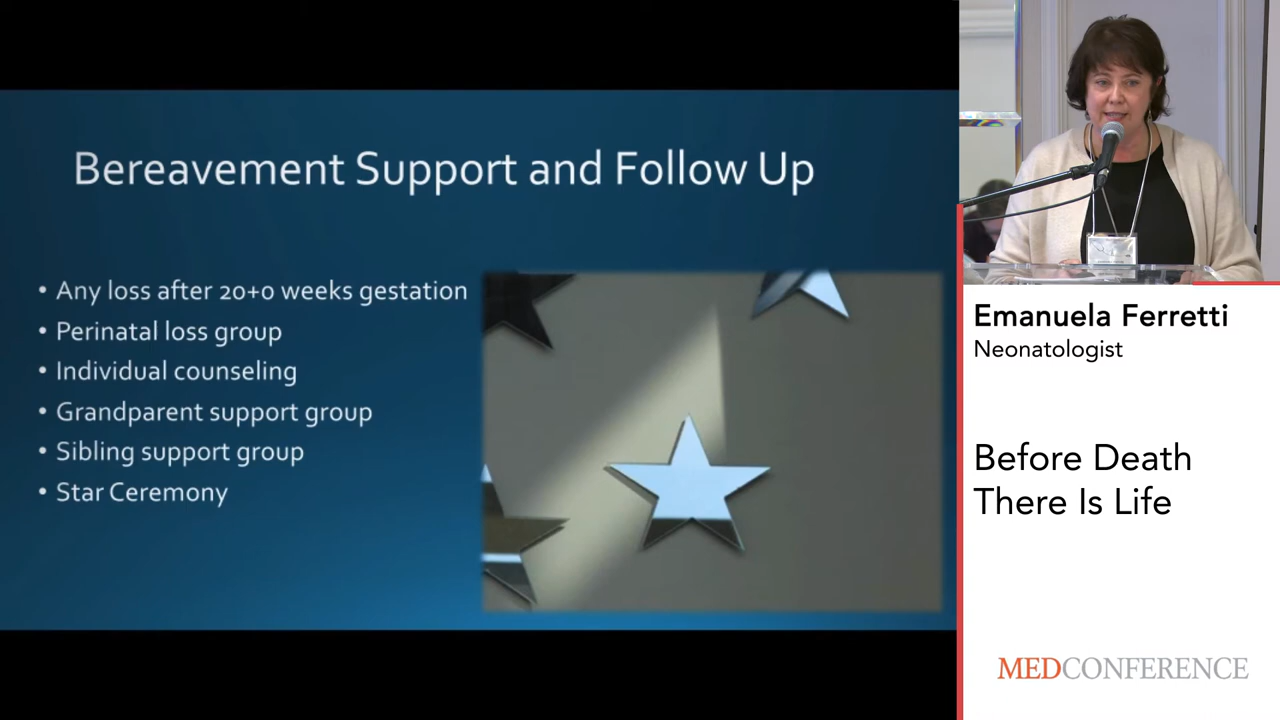 Bereavement Support and Follow Up
• Any loss after 20+0 weeks gestation
• Perinatal loss group
• Individual counseling
• Grandparent support group
• Sibling support group
• Star Ceremony
Emanuela Ferretti
Neonatologist
Before Death
There Is Life
MEDCONFERENCE